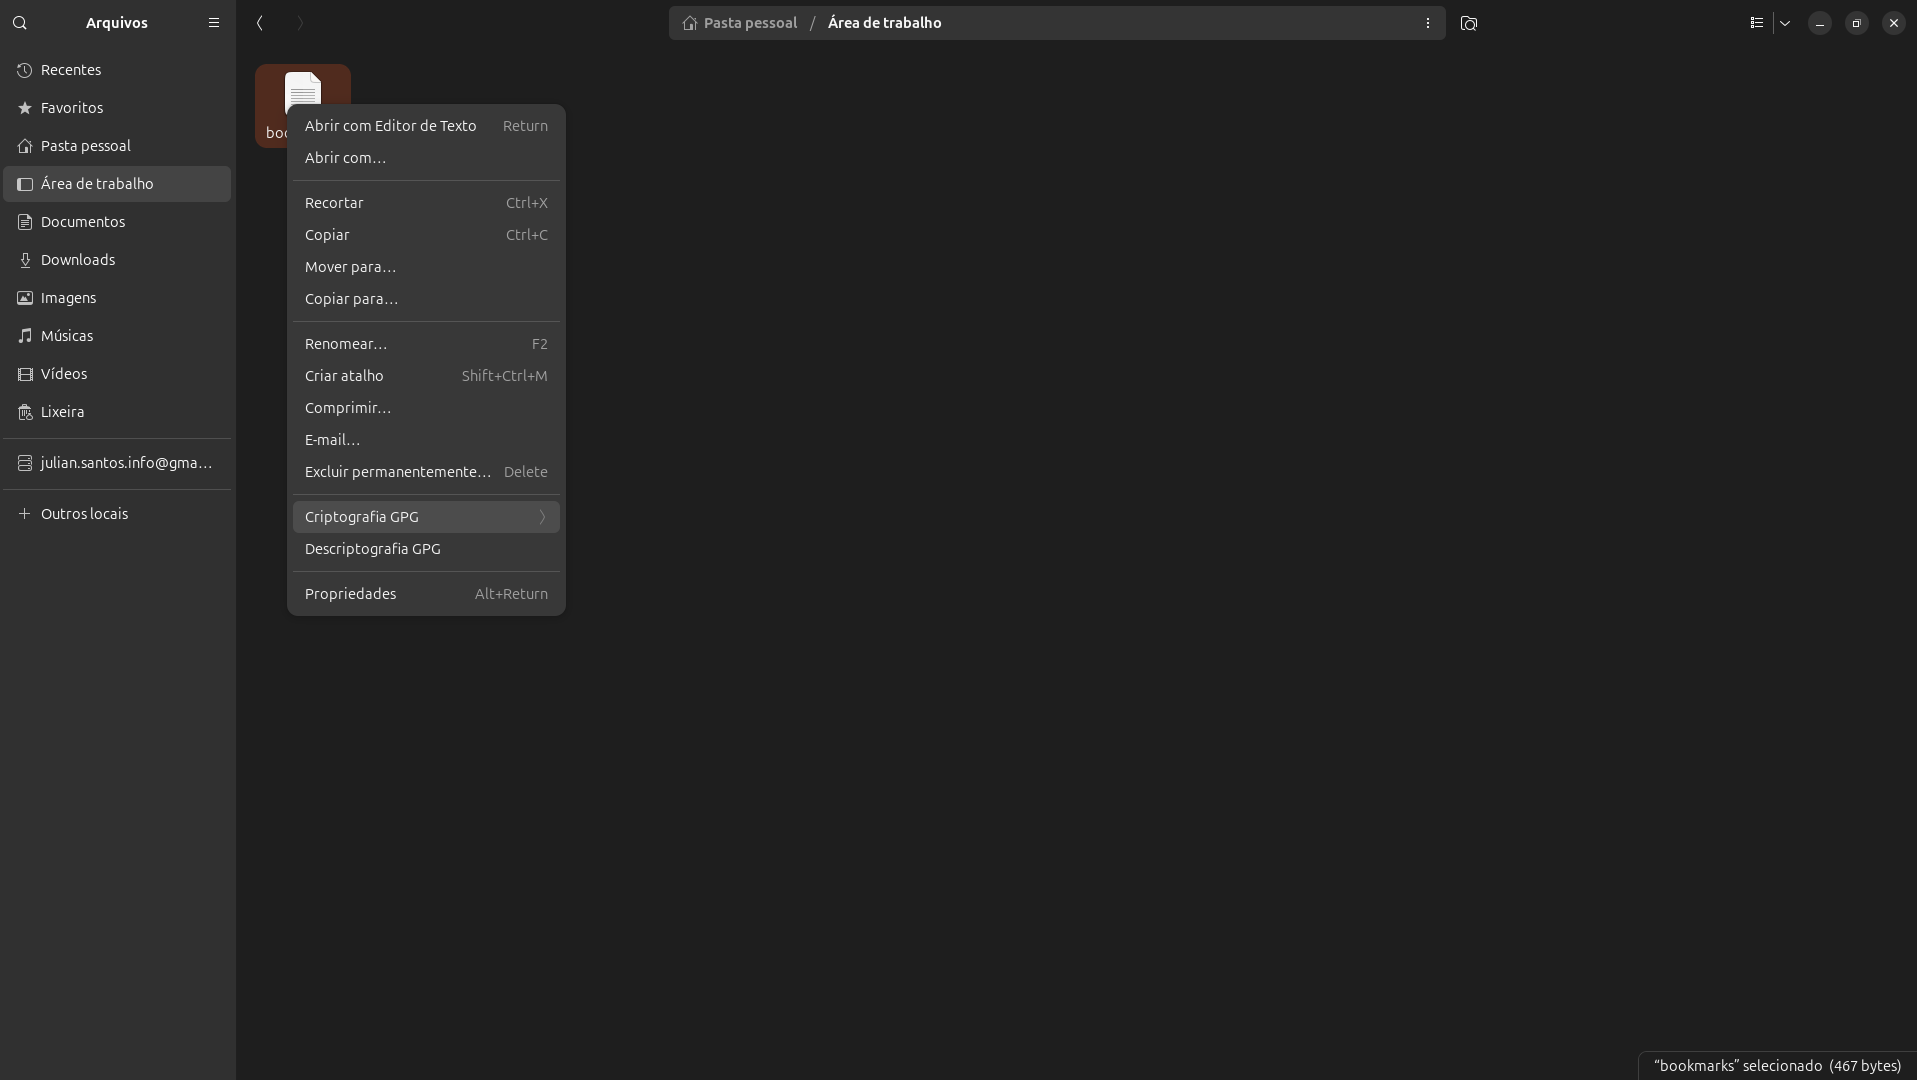 Arquivos
Pasta pessoal / Área de trabalho
Recentes
Favoritos
Pasta pessoal
Área de trabalho
Documentos
Downloads
Imagens
Músicas
Vídeos
Lixeira
julian.santos.info@gma...
Outros locais
boo
Abrir com Editor de Texto Return
Abrir com...
Recortar Ctrl+X
Copiar Ctrl+C
Mover para...
Copiar para...
Renomear... F2
Criar atalho Shift+Ctrl+M
Comprimir...
E-mail...
Excluir permanentemente... Delete
Criptografia GPG
Descriptografia GPG
Propriedades Alt+Return
“bookmarks” selecionado (467 bytes)